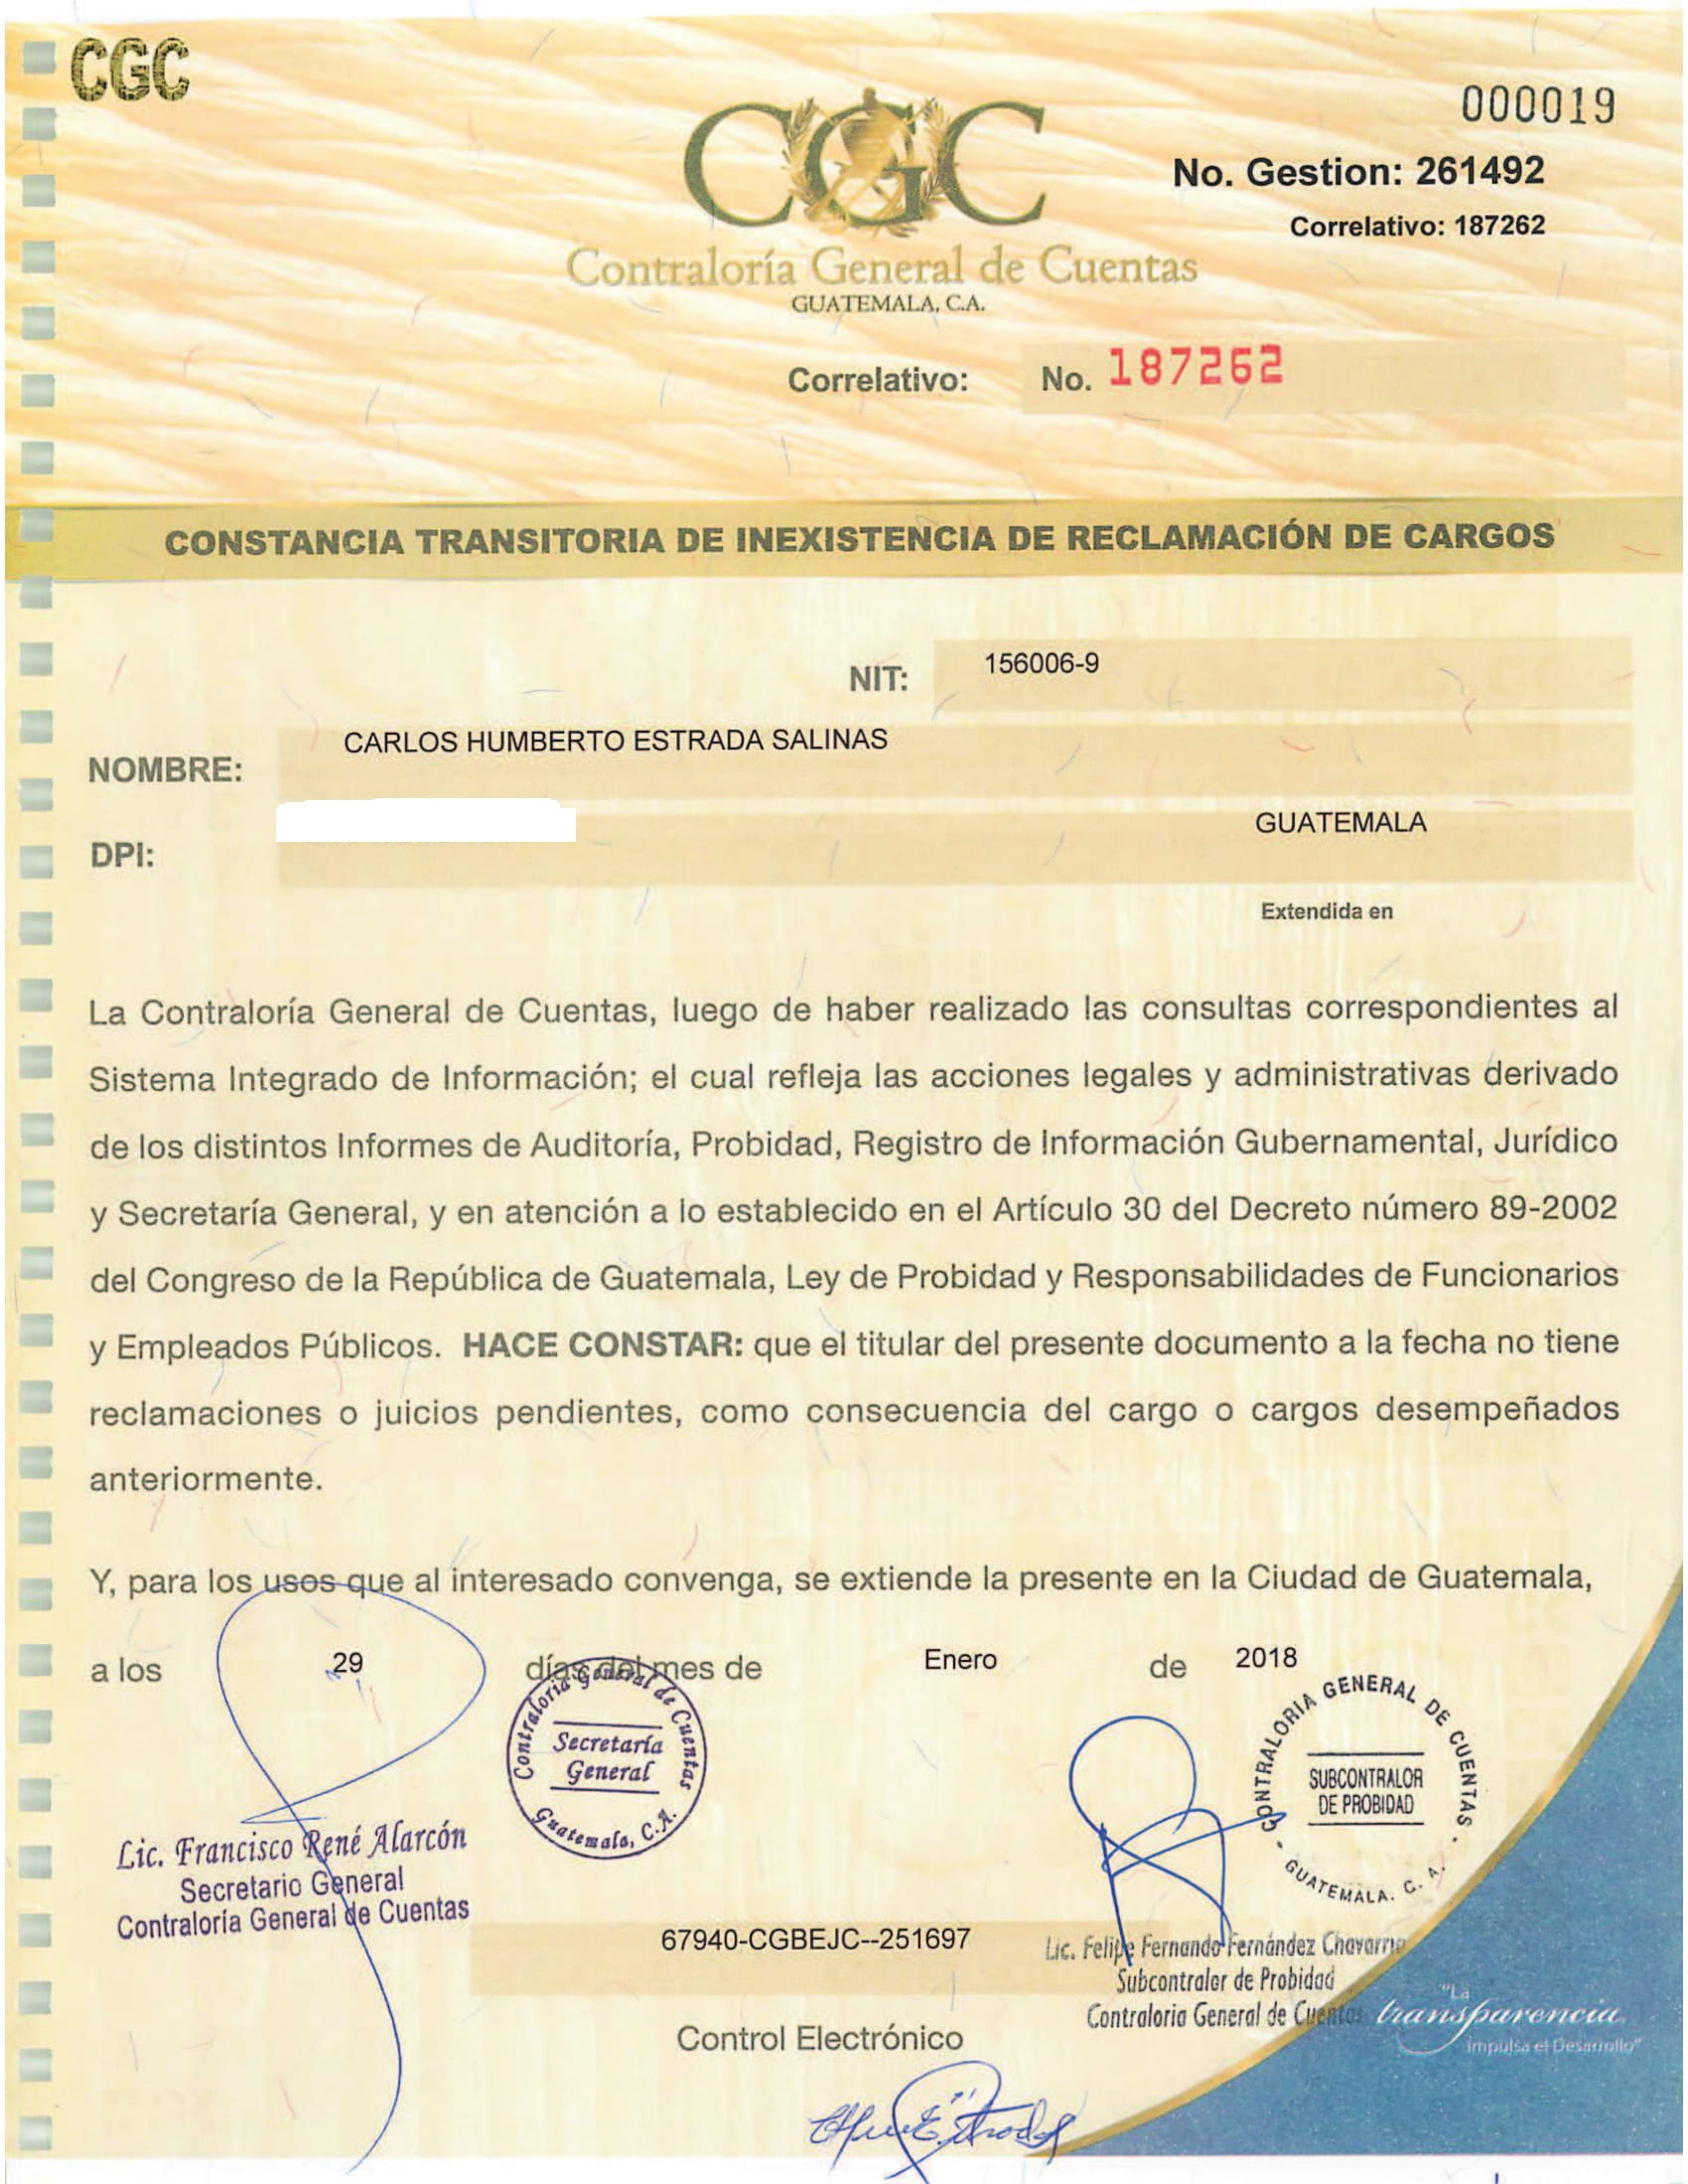 CGC
000019
No. Gestion: 261492
Correlativo: 187262
CGC
Contraloría General de Cuentas
GUATEMALA, C.A.
Correlativo: No. 187262
CONSTANCIA TRANSITORIA DE INEXISTENCIA DE RECLAMACIÓN DE CARGOS
NIT: 156006-9
NOMBRE: CARLOS HUMBERTO ESTRADA SALINAS
DPI: GUATEMALA
Extendida en
La Contraloría General de Cuentas, luego de haber realizado las consultas correspondientes al
Sistema Integrado de Información; el cual refleja las acciones legales y administrativas derivado
de los distintos Informes de Auditoría, Probidad, Registro de Información Gubernamental, Jurídico
y Secretaría General, y en atención a lo establecido en el Artículo 30 del Decreto número 89-2002
del Congreso de la República de Guatemala, Ley de Probidad y Responsabilidades de Funcionarios
y Empleados Públicos. HACE CONSTAR: que el titular del presente documento a la fecha no tiene
reclamaciones o juicios pendientes, como consecuencia del cargo o cargos desempeñados
anteriormente.
Y, para los usos que al interesado convenga, se extiende la presente en la Ciudad de Guatemala,
a los 29 días del mes de Enero de 2018
Contraloría General de Cuentas
Secretaría
General
Guatemala, C.A.
CONTRALORIA GENERAL DE CUENTAS
SUBCONTRALOR
DE PROBIDAD
GUATEMALA. C. A.
Lic. Francisco René Alarcón
Secretario General
Contraloría General de Cuentas
67940-CGBEJC--251697
Lic. Felipe Fernando Fernández Chavarria
Subcontralor de Probidad
Contraloria General de Cuentas
Control Electrónico
"La
transparencia
impulsa el Desarrollo"